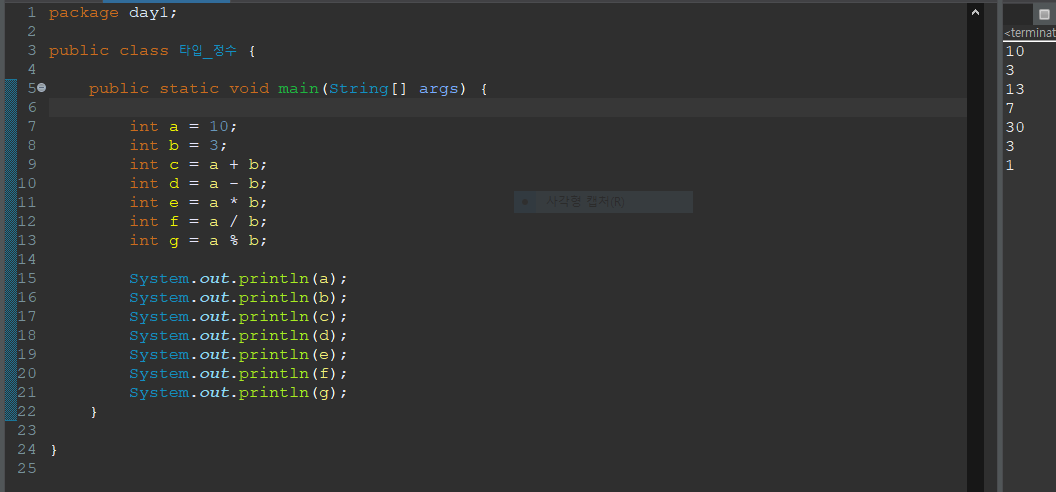 package day1;
public class 타입_정수 {
public static void main(String[] args) {
int a = 10;
int b = 3;
int c = a + b;
int d = a - b;
int e = a * b;
int f = a / b;
int g = a % b;
System.out.println(a);
System.out.println(b);
System.out.println(c);
System.out.println(d);
System.out.println(e);
System.out.println(f);
System.out.println(g);
}
}
1
2
3
4
5
6
7
8
9
10
11
12
13
14
15
16
17
18
19
20
21
22
23
24
25
사각형 캡처(R)
<terminat
10
3
13
7
30
3
1